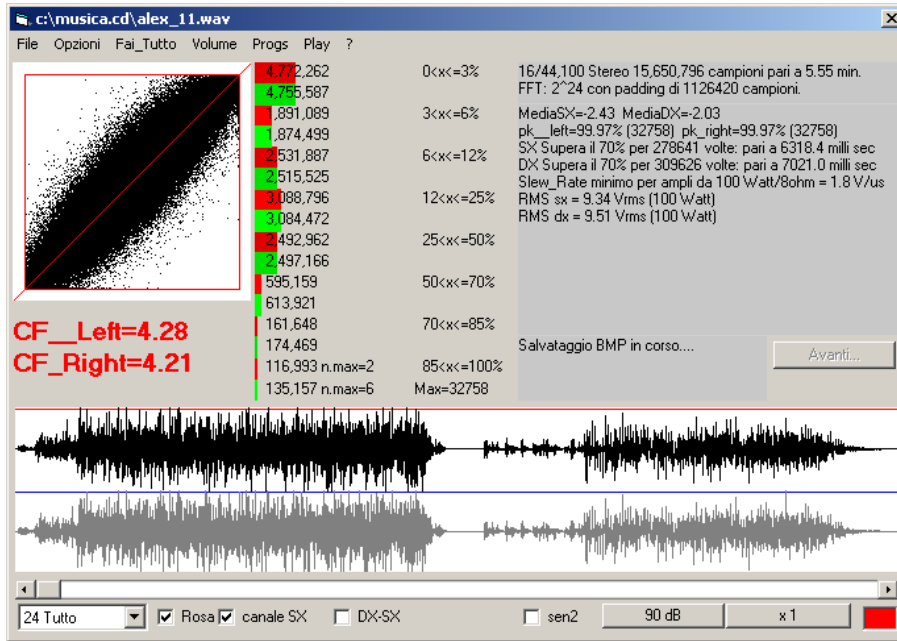 c:\musica.cd\alex_11.wav
File Opzioni Fai_Tutto Volume Progs Play ?
4,772,262 0<x<=3%
4,755,587
1,891,089 3<x<=6%
1,874,499
2,531,887 6<x<=12%
2,515,525
3,088,796 12<x<=25%
3,084,472
2,492,962 25<x<=50%
2,497,166
595,159 50<x<=70%
613,921
161,648 70<x<=85%
174,469
116,993 n.max=2 85<x<=100%
135,157 n.max=6 Max=32758
CF__Left=4.28
CF_Right=4.21
16/44,100 Stereo 15,650,796 campioni pari a 5.55 min.
FFT: 2^24 con padding di 1126420 campioni.
MediaSX=-2.43 MediaDX=-2.03
pk__left=99.97% (32758) pk_right=99.97% (32758)
SX Supera il 70% per 278641 volte: pari a 6318.4 milli sec
DX Supera il 70% per 309626 volte: pari a 7021.0 milli sec
Slew_Rate minimo per ampli da 100 Watt/8ohm = 1.8 V/us
RMS sx = 9.34 Vrms (100 Watt)
RMS dx = 9.51 Vrms (100 Watt)
Salvataggio BMP in corso....
Avanti...
24 Tutto Rosa canale SX DX-SX sen2 90 dB x 1